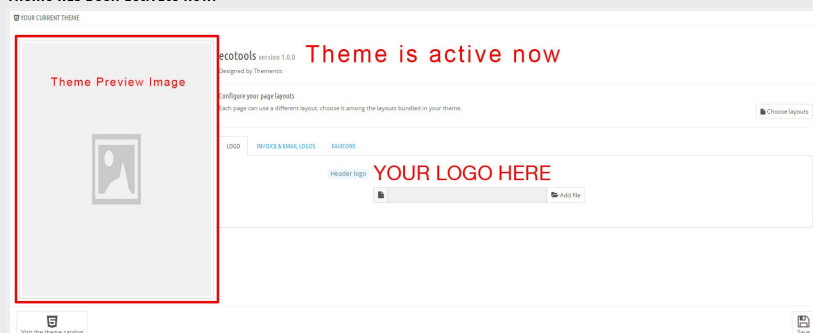 Theme has been activate now.
YOUR CURRENT THEME
ecotools version 1.0.0
Theme is active now
Designed by Thementic
Theme Preview Image
Configure your page layouts
Each page can use a different layout, choose it among the layouts bundled in your theme.
Choose layouts
LOGO
INVOICE & EMAIL LOGOS
FAVICONS
Header logo
YOUR LOGO HERE
Add file
Visit the theme catalog
Save